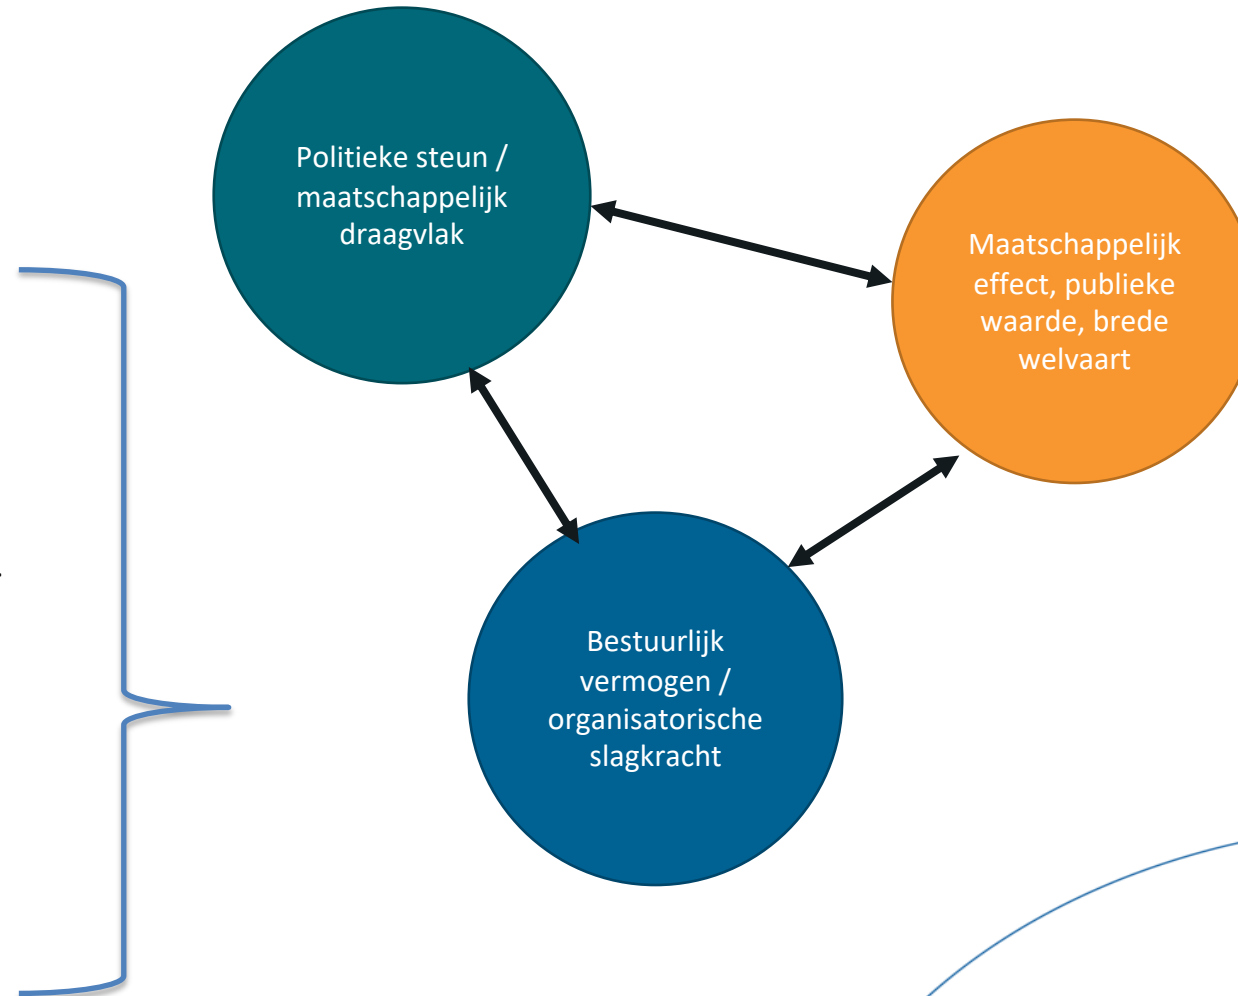 Politieke steun /
maatschappelijk
draagvlak
Maatschappelijk
effect, publieke
waarde, brede
welvaart
Bestuurlijk
vermogen /
organisatorische
slagkracht